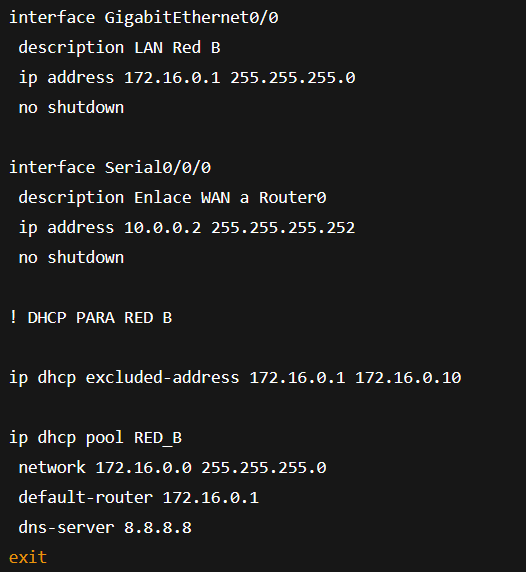 interface GigabitEthernet0/0
description LAN Red B
ip address 172.16.0.1 255.255.255.0
no shutdown
interface Serial0/0/0
description Enlace WAN a Router0
ip address 10.0.0.2 255.255.255.252
no shutdown
! DHCP PARA RED B
ip dhcp excluded-address 172.16.0.1 172.16.0.10
ip dhcp pool RED_B
network 172.16.0.0 255.255.255.0
default-router 172.16.0.1
dns-server 8.8.8.8
exit